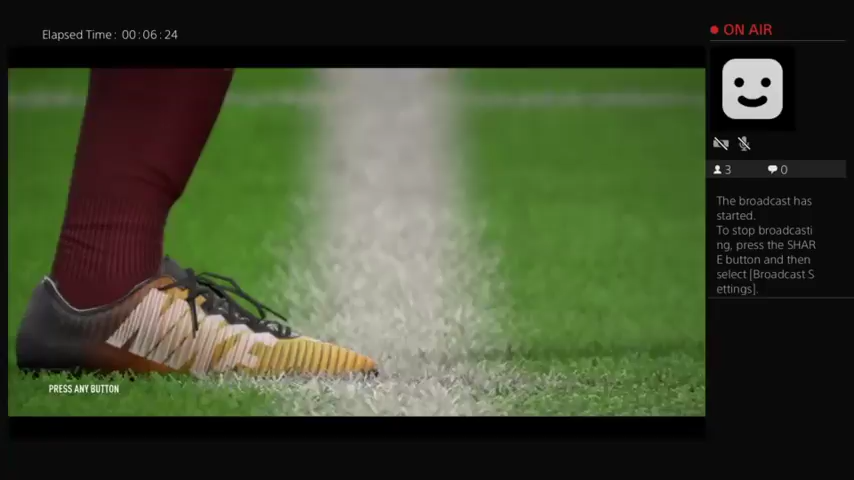 Elapsed Time: 00:06:24
ON AIR
3
0
The broadcast has
started.
To stop broadcasti
ng, press the SHAR
E button and then
select [Broadcast S
ettings].
PRESS ANY BUTTON